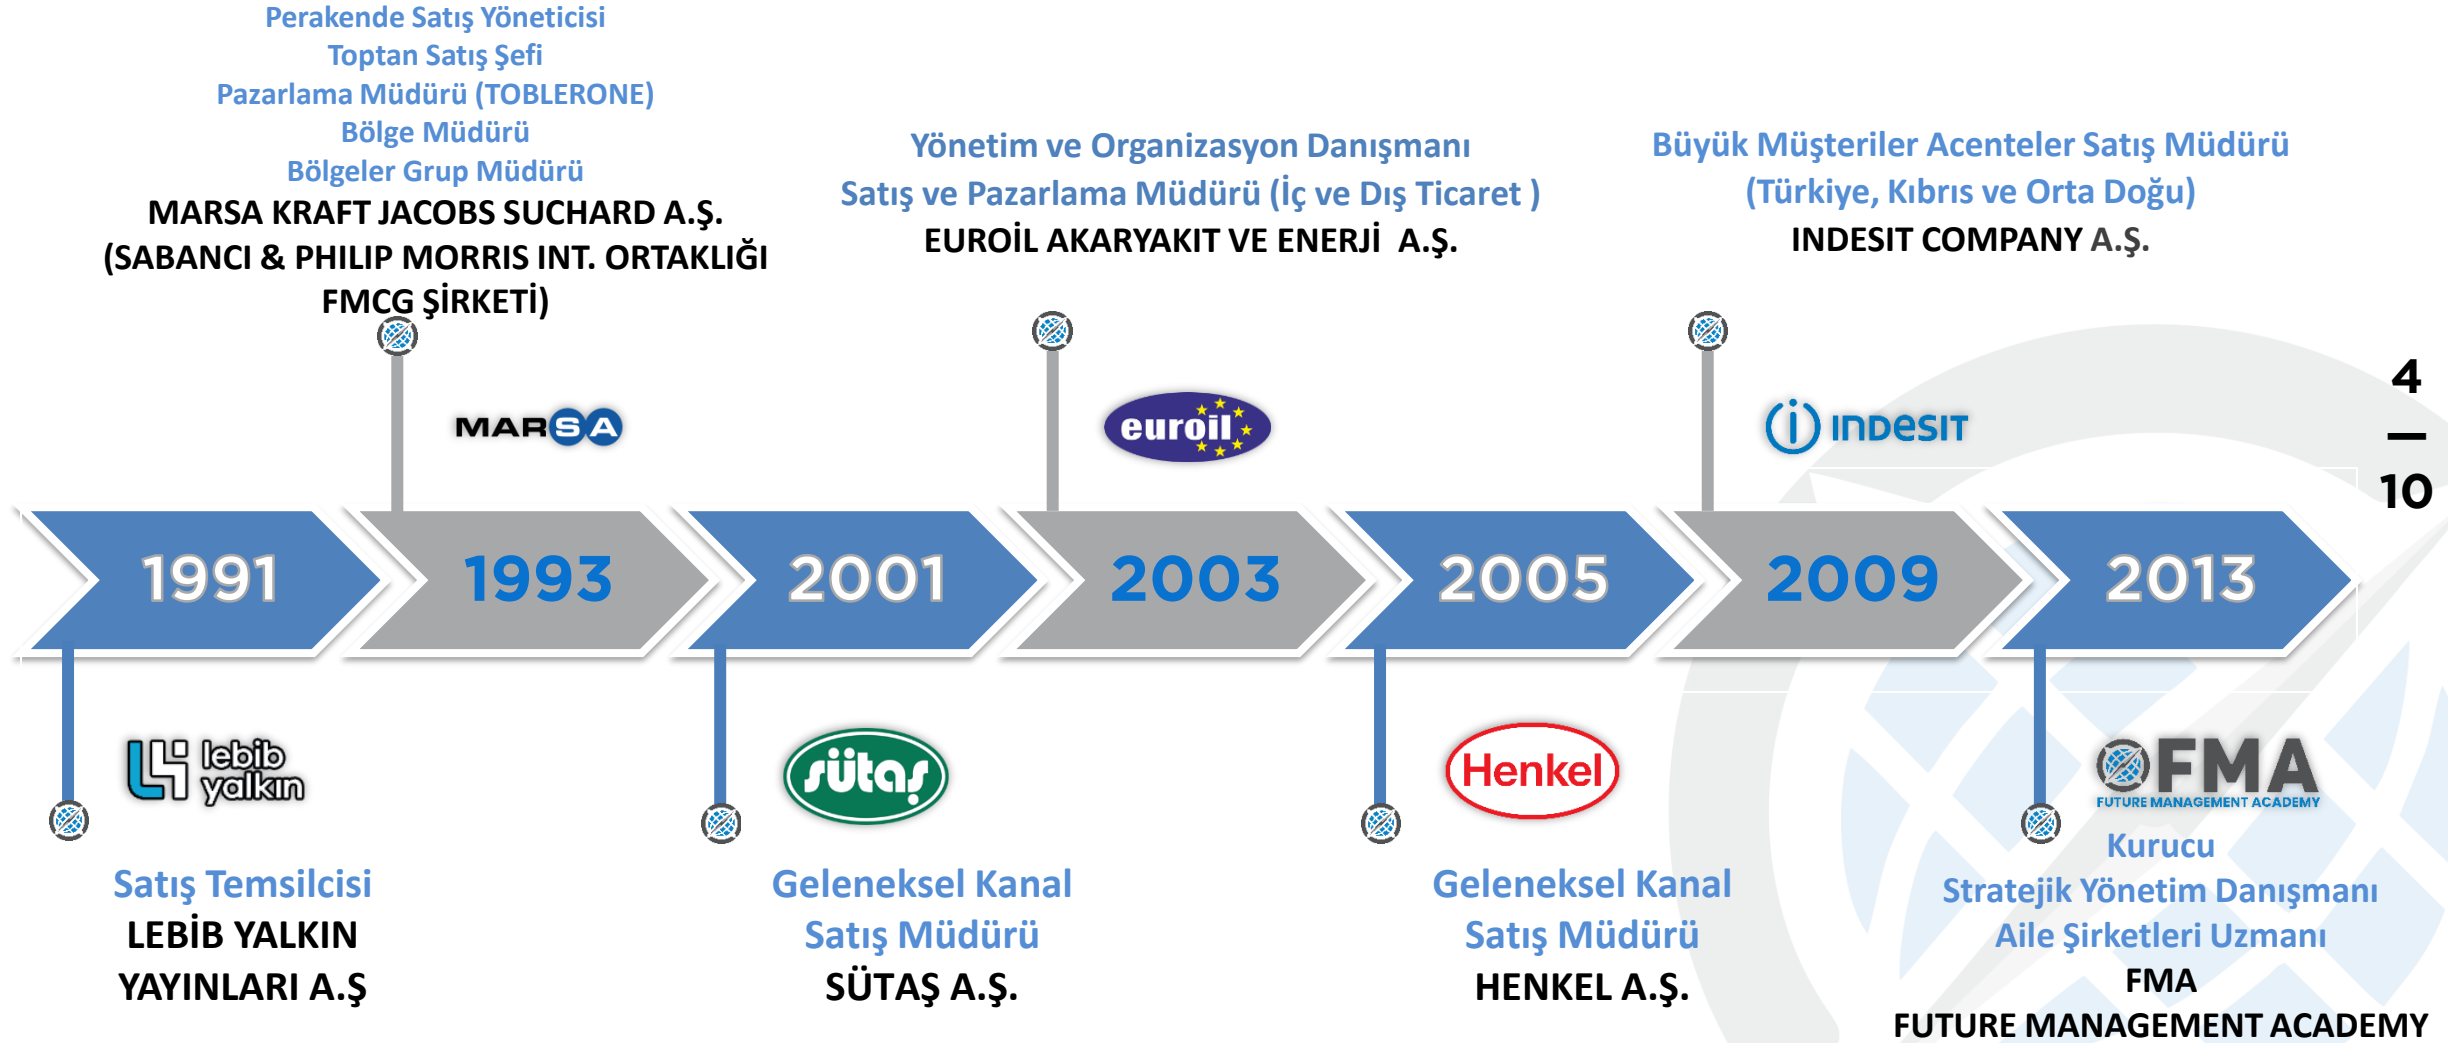 Perakende Satış Yöneticisi
Toptan Satış Şefi
Pazarlama Müdürü (TOBLERONE)
Bölge Müdürü
Bölgeler Grup Müdürü
MARSA KRAFT JACOBS SUCHARD A.Ş.
(SABANCI & PHILIP MORRIS INT. ORTAKLIĞI
FMCG ŞİRKETİ)
Yönetim ve Organizasyon Danışmanı
Satış ve Pazarlama Müdürü (İç ve Dış Ticaret )
EUROİL AKARYAKIT VE ENERJİ A.Ş.
Büyük Müşteriler Acenteler Satış Müdürü
(Türkiye, Kıbrıs ve Orta Doğu)
INDESIT COMPANY A.Ş.
MARSA
euroil
INDESIT
4
—
10
1991
1993
2001
2003
2005
2009
2013
lebib
yalkın
sütaş
Henkel
FMA
FUTURE MANAGEMENT ACADEMY
Satış Temsilcisi
LEBİB YALKIN
YAYINLARI A.Ş
Geleneksel Kanal
Satış Müdürü
SÜTAŞ A.Ş.
Geleneksel Kanal
Satış Müdürü
HENKEL A.Ş.
Kurucu
Stratejik Yönetim Danışmanı
Aile Şirketleri Uzmanı
FMA
FUTURE MANAGEMENT ACADEMY